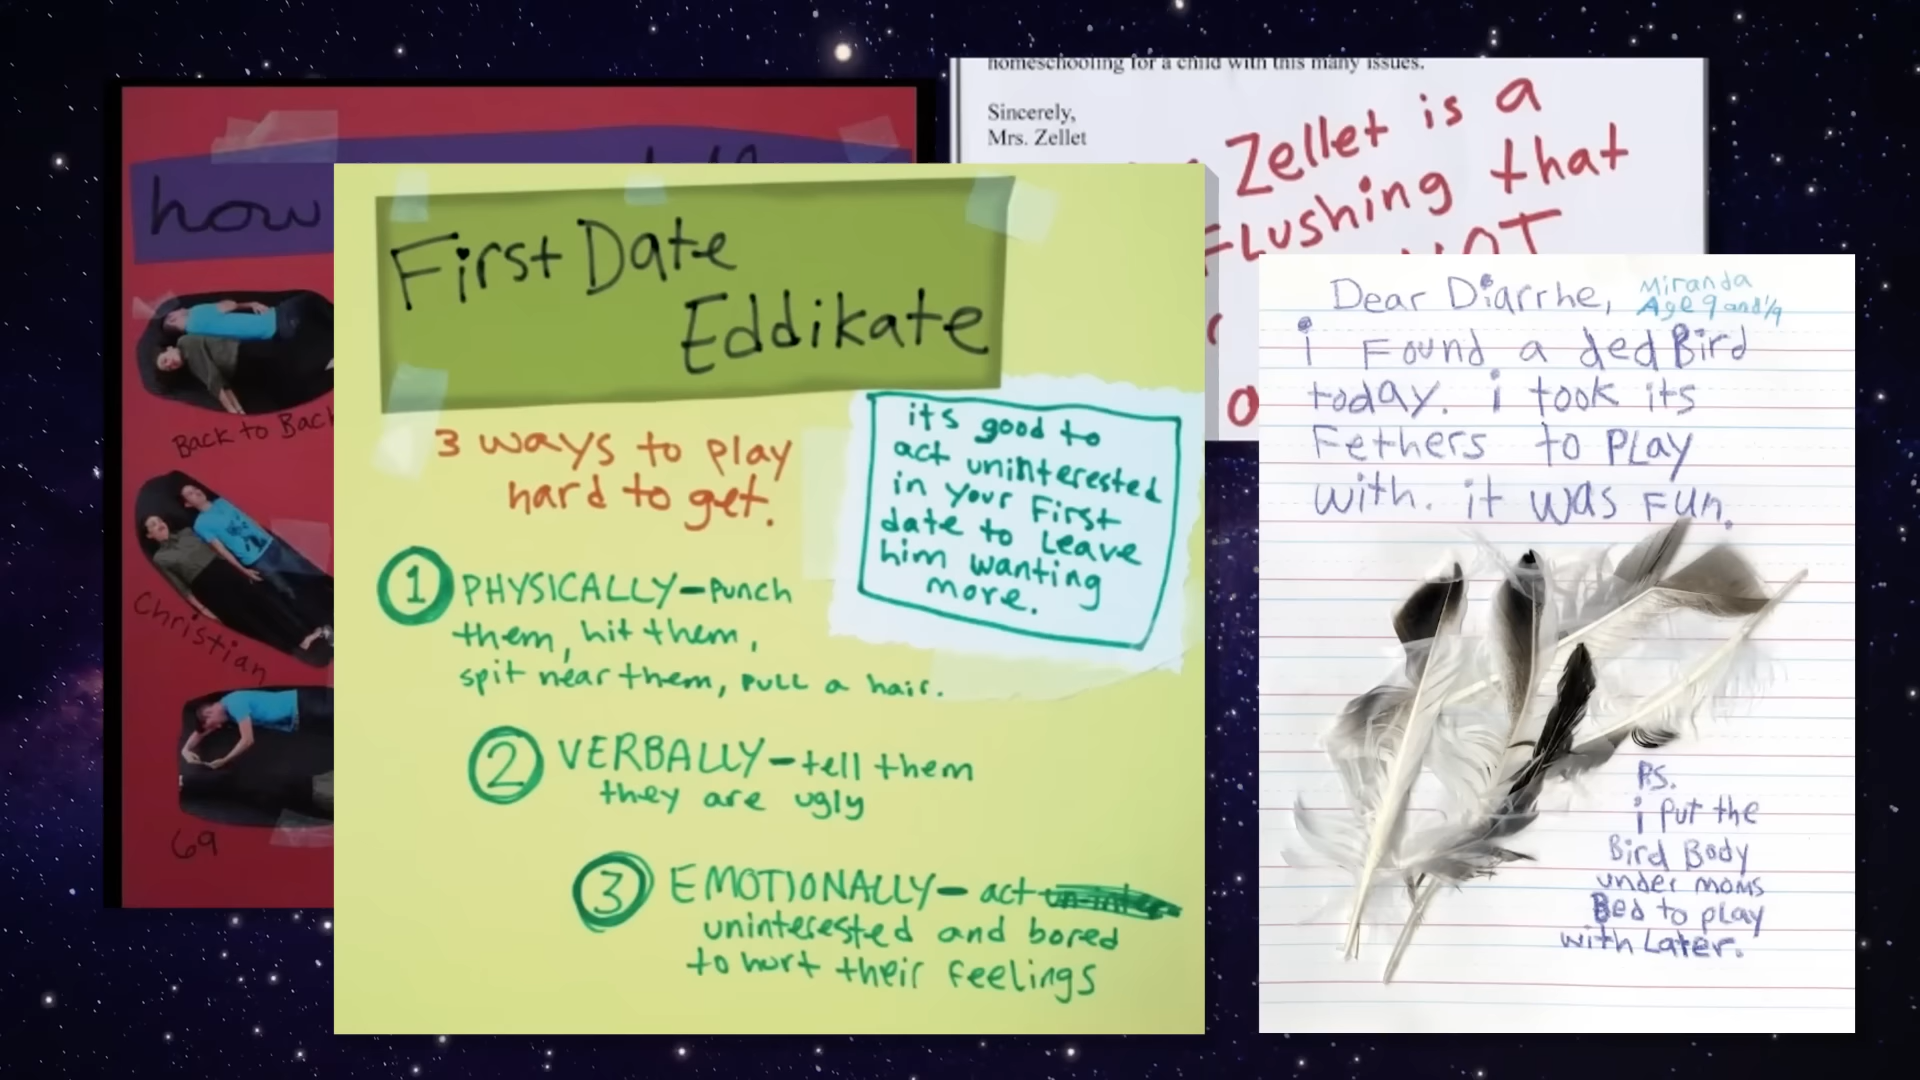 how
Back to Back
Christian
69
First Date
Eddikate
3 ways to play
hard to get.
it's good to
act uninterested
in your First
date to Leave
him wanting
more.
1 PHYSICALLY-Punch
them, hit them,
spit near them, PULL a hair.
2 VERBALLY-tell them
they are ugly
3 EMOTIONALLY- act
uninterested and bored
to hurt their feelings
homeschooling for a child with this many issues.
Sincerely,
Mrs. Zellet
Zellet is a
FLushing that
NOT
Dear Diarrhe,
Miranda
Age 9 and 1/9
i Found a ded Bird
today. i took its
Fethers to PLay
with. it was Fun.
P.S.
i put the
Bird Body
under moms
Bed to play
with Later.